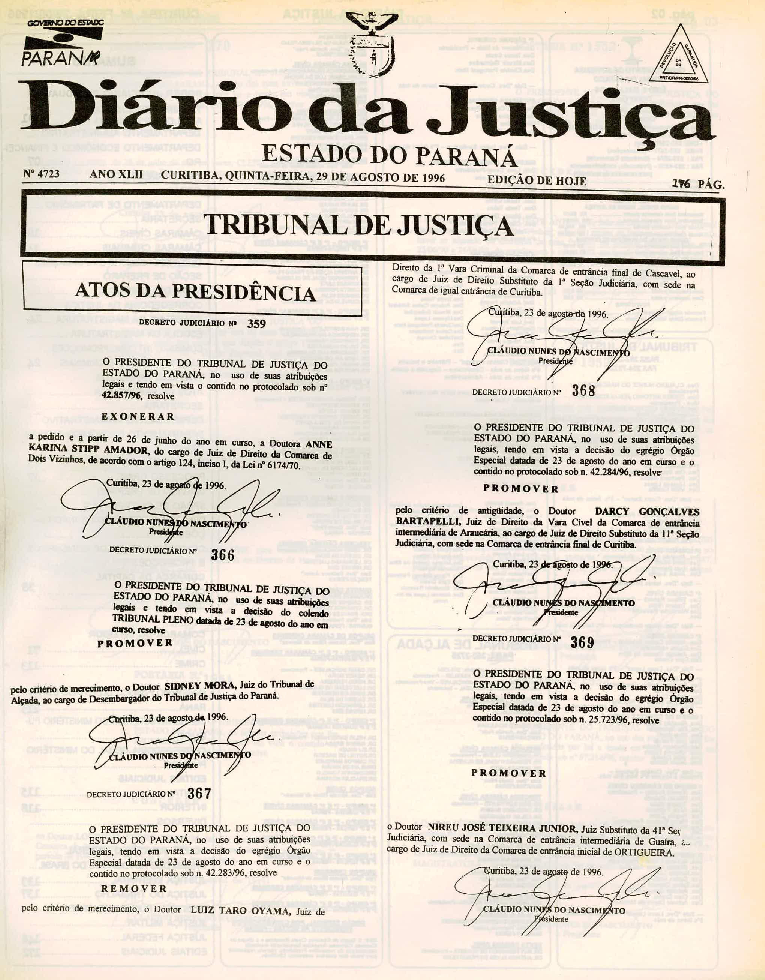 GOVERNO DO ESTADO
PARANÁ
Diário da Justiça
ESTADO DO PARANÁ
Nº 4723 ANO XLII CURITIBA, QUINTA-FEIRA, 29 DE AGOSTO DE 1996 EDIÇÃO DE HOJE 196 PÁG.
TRIBUNAL DE JUSTIÇA
ATOS DA PRESIDÊNCIA
DECRETO JUDICIÁRIO Nº 359
O PRESIDENTE DO TRIBUNAL DE JUSTIÇA DO
ESTADO DO PARANÁ, no uso de suas atribuições
legais e tendo em vista o contido no protocolado sob nº
42.857/96, resolve
EXONERAR
a pedido e a partir de 26 de junho do ano em curso, a Doutora ANNE
KARINA STIPP AMADOR, do cargo de Juiz de Direito da Comarca de
Dois Vizinhos, de acordo com o artigo 124, inciso I, da Lei nº 6174/70.
Curitiba, 23 de agosto de 1996.
CLÁUDIO NUNES DO NASCIMENTO
Presidente
DECRETO JUDICIÁRIO Nº 366
O PRESIDENTE DO TRIBUNAL DE JUSTIÇA DO
ESTADO DO PARANÁ, no uso de suas atribuições
legais e tendo em vista a decisão do colendo
TRIBUNAL PLENO datada de 23 de agosto do ano em
curso, resolve
PROMOVER
pelo critério de merecimento, o Doutor SIDNEY MORA, Juiz do Tribunal de
Alçada, ao cargo de Desembargador do Tribunal de Justiça do Paraná.
Curitiba, 23 de agosto de 1996.
CLÁUDIO NUNES DO NASCIMENTO
Presidente
DECRETO JUDICIÁRIO Nº 367
O PRESIDENTE DO TRIBUNAL DE JUSTIÇA DO
ESTADO DO PARANÁ, no uso de suas atribuições
legais, tendo em vista a decisão do egrégio Órgão
Especial datada de 23 de agosto do ano em curso e o
contido no protocolado sob n. 42.283/96, resolve
REMOVER
pelo critério de merecimento, o Doutor LUIZ TARO OYAMA, Juiz de
Direito da 1ª Vara Criminal da Comarca de entrância final de Cascavel, ao
cargo de Juiz de Direito Substituto da 1ª Seção Judiciária, com sede na
Comarca de igual entrância de Curitiba.
Curitiba, 23 de agosto de 1996.
CLÁUDIO NUNES DO NASCIMENTO
Presidente
DECRETO JUDICIÁRIO Nº 368
O PRESIDENTE DO TRIBUNAL DE JUSTIÇA DO
ESTADO DO PARANÁ, no uso de suas atribuições
legais, tendo em vista a decisão do egrégio Órgão
Especial datada de 23 de agosto do ano em curso e o
contido no protocolado sob n. 42.284/96, resolve
PROMOVER
pelo critério de antigüidade, o Doutor DARCY GONÇALVES
BARTAPELLI, Juiz de Direito da Vara Cível da Comarca de entrância
intermediária de Araucária, ao cargo de Juiz de Direito Substituto da 11ª Seção
Judiciária, com sede na Comarca de entrância final de Curitiba.
Curitiba, 23 de agosto de 1996.
CLÁUDIO NUNES DO NASCIMENTO
Presidente
DECRETO JUDICIÁRIO Nº 369
O PRESIDENTE DO TRIBUNAL DE JUSTIÇA DO
ESTADO DO PARANÁ, no uso de suas atribuições
legais, tendo em vista a decisão do egrégio Órgão
Especial datada de 23 de agosto do ano em curso e o
contido no protocolado sob n. 25.723/96, resolve
PROMOVER
o Doutor NIREU JOSÉ TEIXEIRA JUNIOR, Juiz Substituto da 41ª Seç
Judiciária, com sede na Comarca de entrância intermediária de Guaíra, a
cargo de Juiz de Direito da Comarca de entrância inicial de ORTIGUEIRA.
Curitiba, 23 de agosto de 1996.
CLÁUDIO NUNES DO NASCIMENTO
Presidente